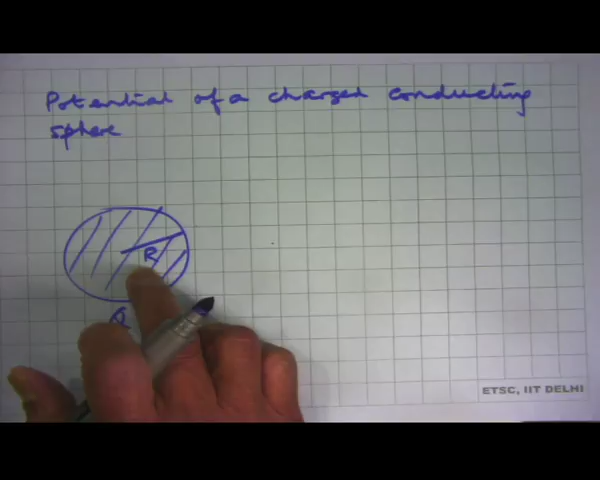 Potential of a charged conducting
sphere
R
Q
ETSC, IIT DELHI